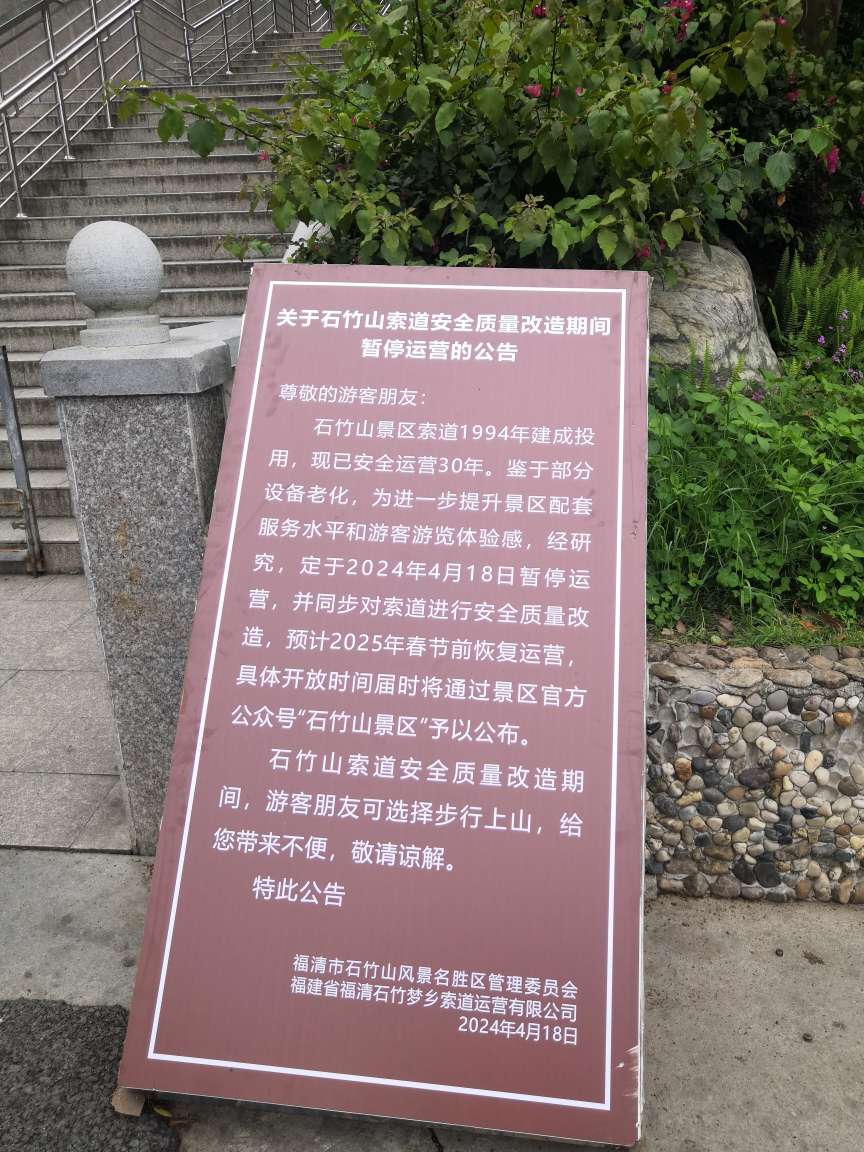 关于石竹山索道安全质量改造期间
暂停运营的公告
尊敬的游客朋友：
石竹山景区索道1994年建成投
用，现已安全运营30年。鉴于部分
设备老化，为进一步提升景区配套
服务水平和游客游览体验感，经研
究，定于2024年4月18日暂停运
营，并同步对索道进行安全质量改
造，预计2025年春节前恢复运营，
具体开放时间届时将通过景区官方
公众号“石竹山景区”予以公布。
石竹山索道安全质量改造期
间，游客朋友可选择步行上山，给
您带来不便，敬请谅解。
特此公告
福清市石竹山风景名胜区管理委员会
福建省福清石竹梦乡索道运营有限公司
2024年4月18日